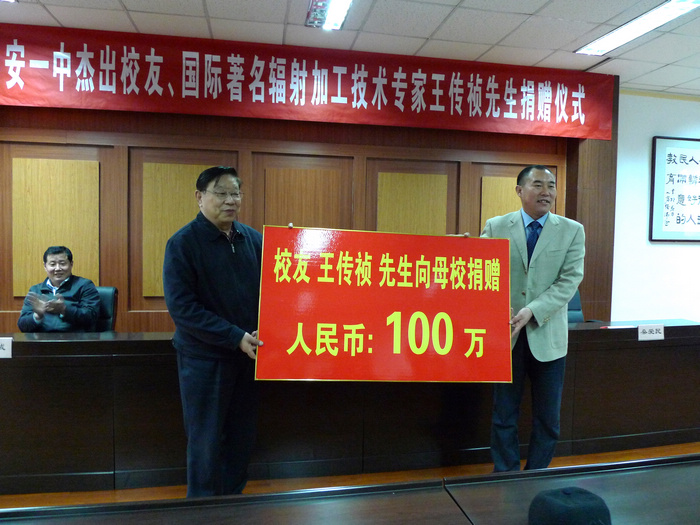 安一中杰出校友、国际著名辐射加工技术专家王传祯先生捐赠仪式
校友 王传祯 先生向母校捐赠
人民币: 100 万